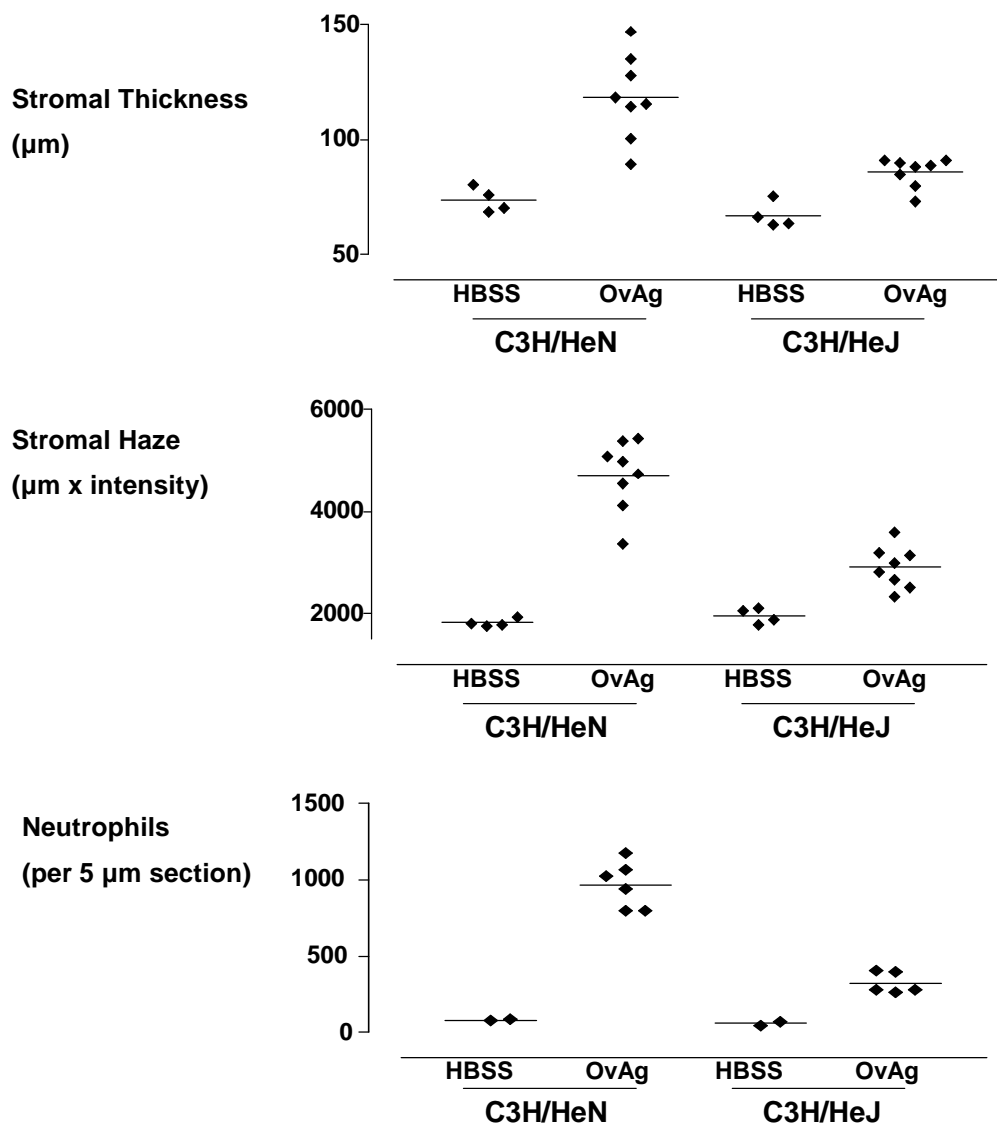 150
Stromal Thickness
(µm)
100
50
HBSS OvAg HBSS OvAg
C3H/HeN C3H/HeJ
6000
Stromal Haze
(µm x intensity)
4000
2000
HBSS OvAg HBSS OvAg
C3H/HeN C3H/HeJ
1500
Neutrophils
(per 5 µm section)
1000
500
0
HBSS OvAg HBSS OvAg
C3H/HeN C3H/HeJ